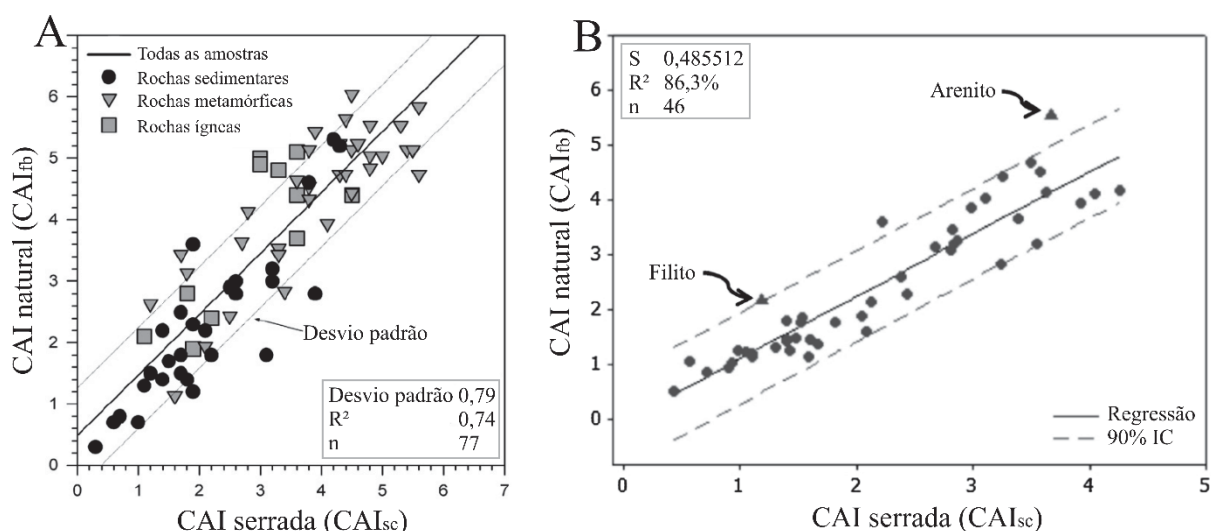 A
Todas as amostras
Rochas sedimentares
Rochas metamórficas
Rochas ígneas
Desvio padrão
Desvio padrão 0,79
R² 0,74
n 77
CAI natural (CAIfb)
6
5
4
3
2
1
0
0 1 2 3 4 5 6 7
CAI serrada (CAIsc)
B
S 0,485512
R² 86,3%
n 46
Arenito
Filito
Regressão
90% IC
CAI natural (CAIfb)
6
5
4
3
2
1
0
0 1 2 3 4 5
CAI serrada (CAIsc)